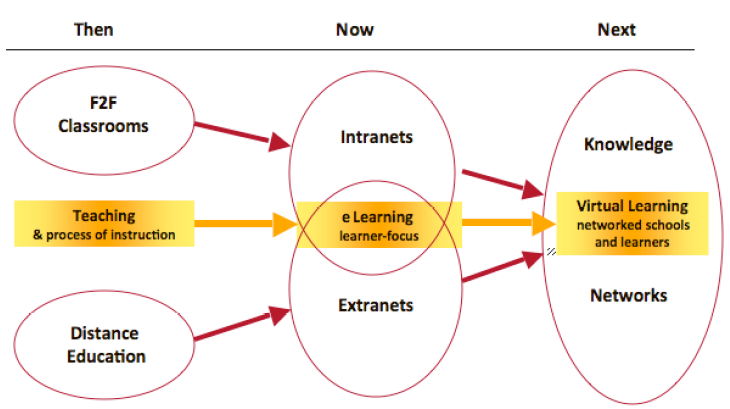 Then
Now
Next
F2F
Classrooms
Intranets
Knowledge
Teaching
& process of instruction
e Learning
learner-focus
Virtual Learning
networked schools
and learners
Extranets
Networks
Distance
Education